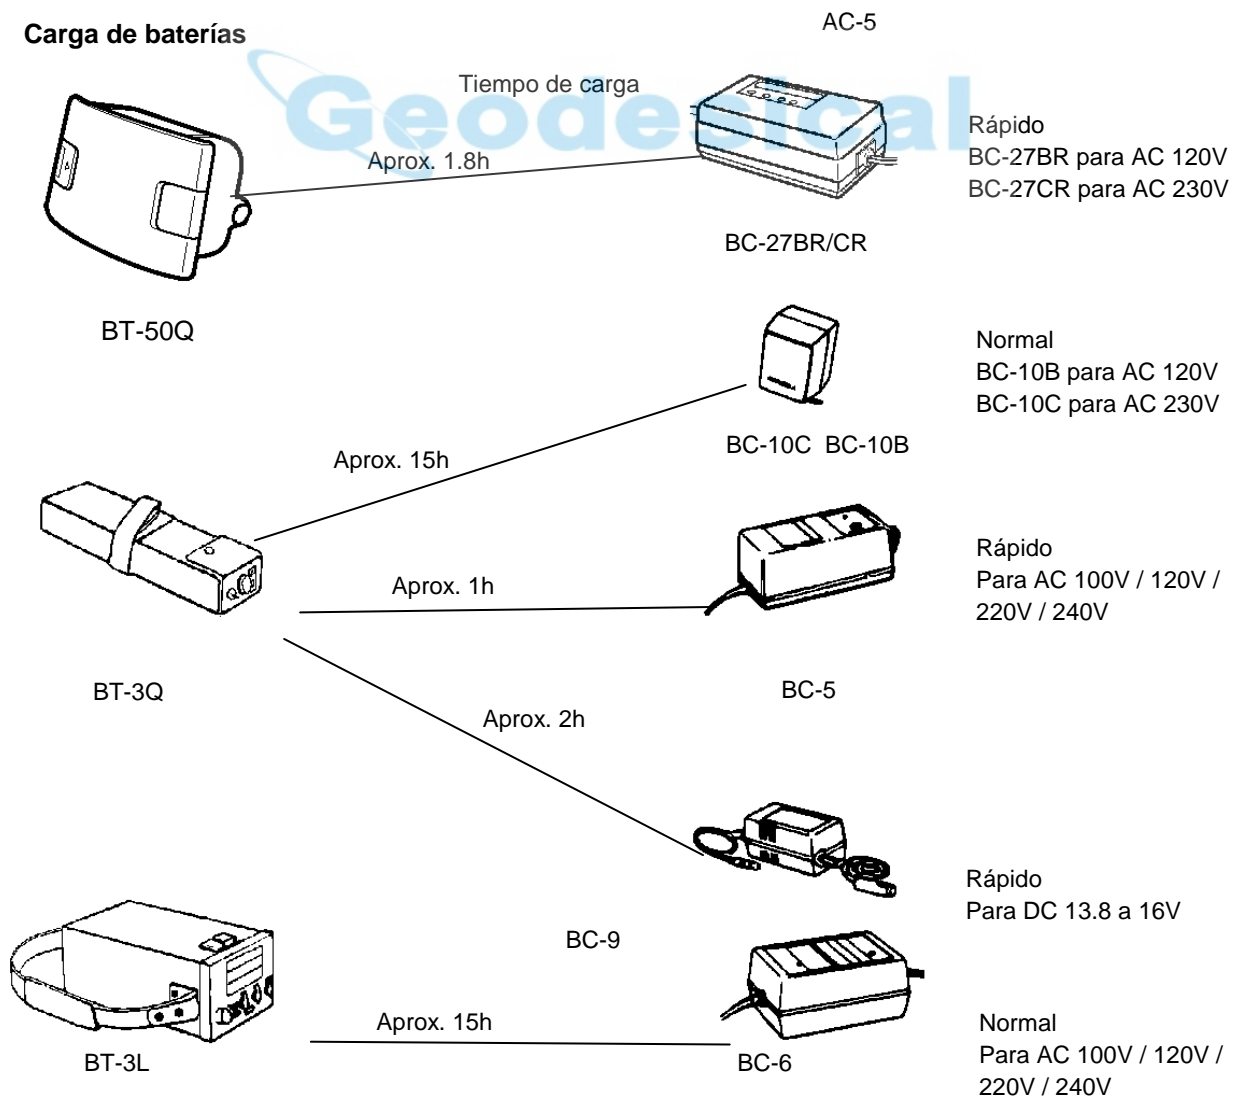 AC-5
Carga de baterías
Geodesical
Tiempo de carga
Aprox. 1.8h
Rápido
BC-27BR para AC 120V
BC-27CR para AC 230V
BC-27BR/CR
BT-50Q
Normal
BC-10B para AC 120V
BC-10C para AC 230V
BC-10C BC-10B
Aprox. 15h
Rápido
Para AC 100V / 120V /
220V / 240V
Aprox. 1h
BT-3Q
BC-5
Aprox. 2h
Rápido
Para DC 13.8 a 16V
BC-9
Aprox. 15h
Normal
Para AC 100V / 120V /
220V / 240V
BT-3L
BC-6